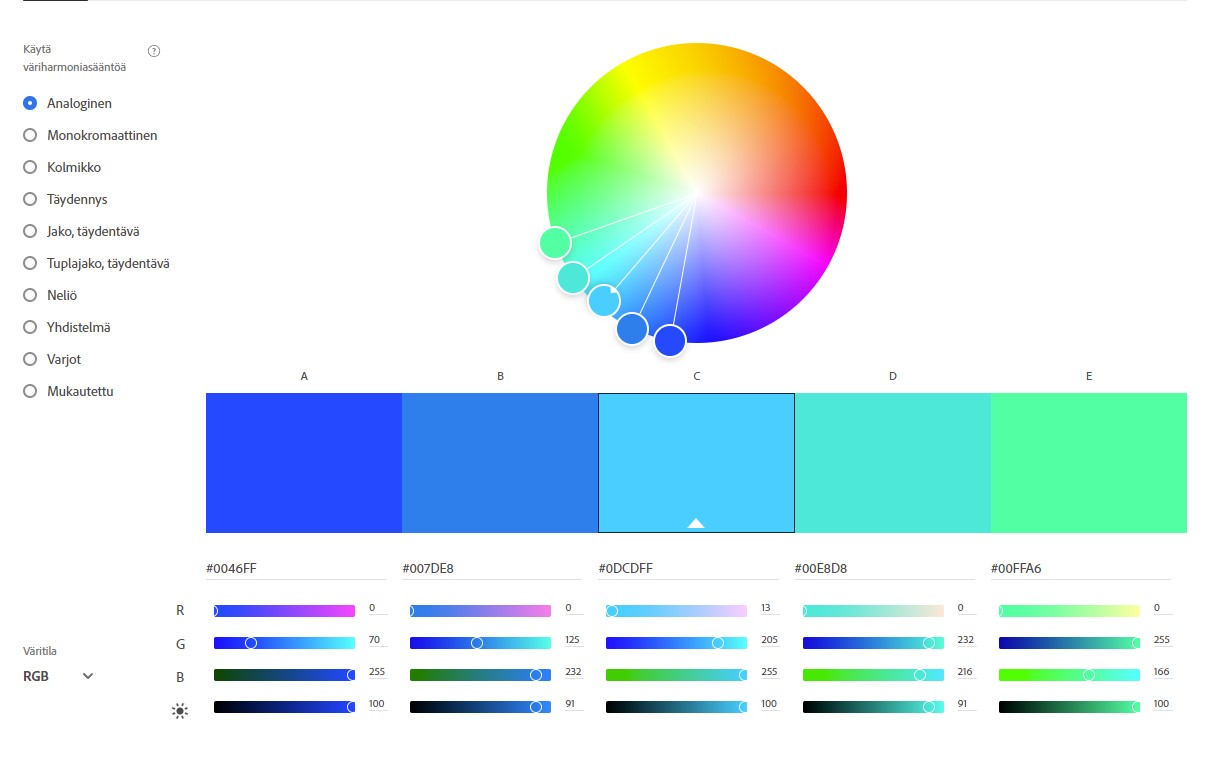 Käytä
väriharmoniasääntöä
?
Analoginen
Monokromaattinen
Kolmikko
Täydennys
Jako, täydentävä
Tuplajako, täydentävä
Neliö
Yhdistelmä
Varjot
Mukautettu
A B C D E
#0046FF #007DE8 #0DCDFF #00E8D8 #00FFA6
R 0 0 13 0 0
G 70 125 205 232 255
Väritila
B 255 232 255 216 166
RGB
100 91 100 91 100